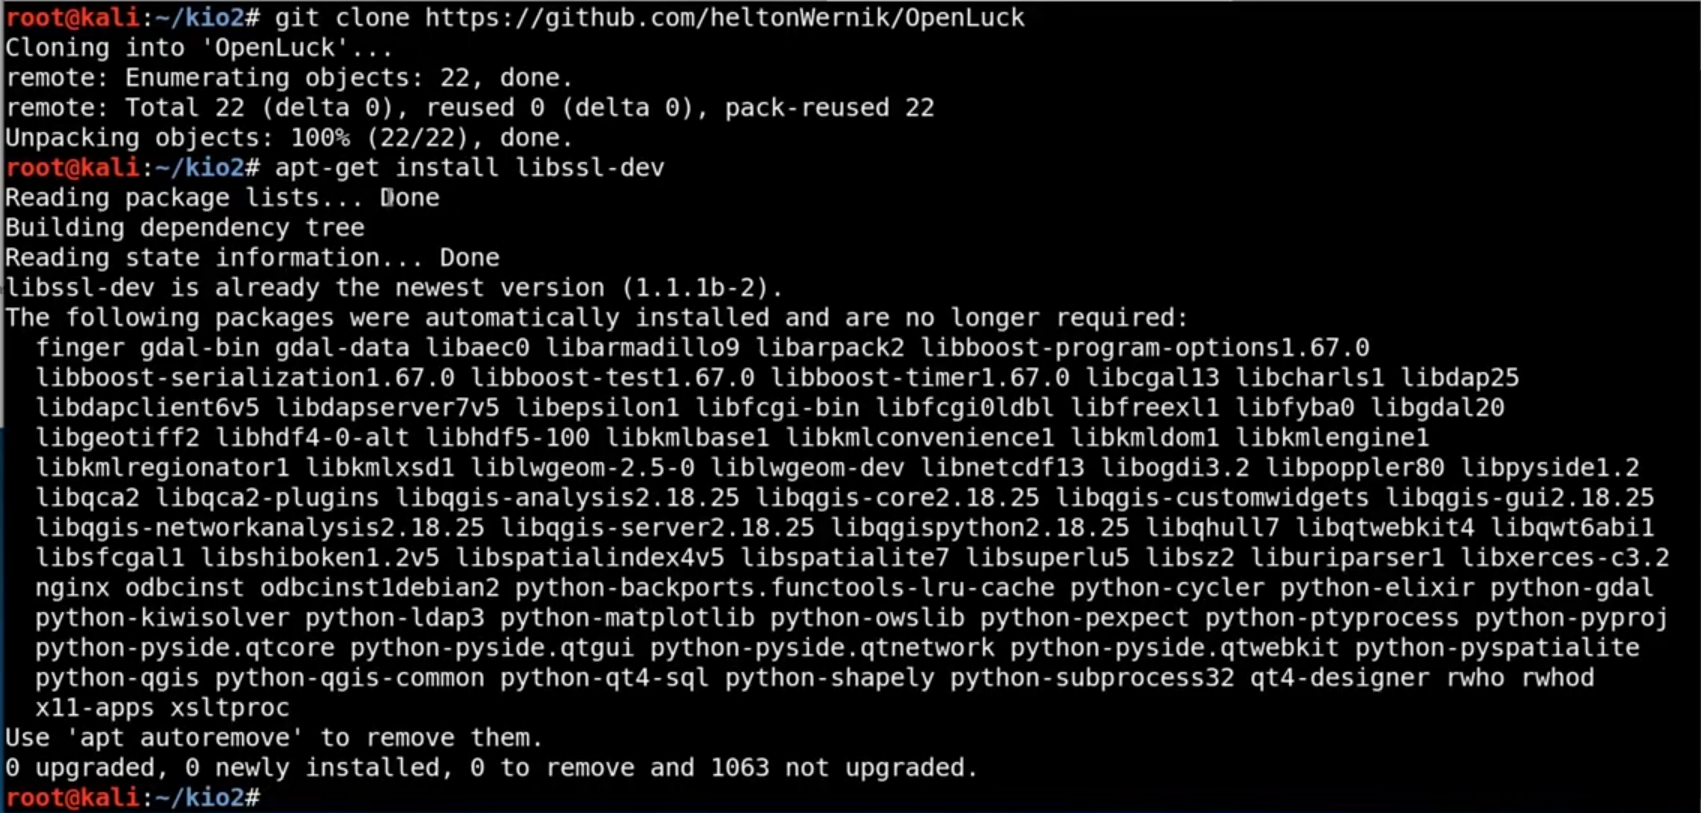 root@kali:~/kio2# git clone https://github.com/heltonWernik/OpenLuck
Cloning into 'OpenLuck'...
remote: Enumerating objects: 22, done.
remote: Total 22 (delta 0), reused 0 (delta 0), pack-reused 22
Unpacking objects: 100% (22/22), done.
root@kali:~/kio2# apt-get install libssl-dev
Reading package lists... Done
Building dependency tree
Reading state information... Done
libssl-dev is already the newest version (1.1.1b-2).
The following packages were automatically installed and are no longer required:
  finger gdal-bin gdal-data libaec0 libarmadillo9 libarpack2 libboost-program-options1.67.0
  libboost-serialization1.67.0 libboost-test1.67.0 libboost-timer1.67.0 libcgal13 libcharls1 libdap25
  libdapclient6v5 libdapserver7v5 libepsilon1 libfcgi-bin libfcgi0ldbl libfreexl1 libfyba0 libgdal20
  libgeotiff2 libhdf4-0-alt libhdf5-100 libkmlbase1 libkmlconvenience1 libkmldom1 libkmlengine1
  libkmlregionator1 libkmlxsd1 liblwgeom-2.5-0 liblwgeom-dev libnetcdf13 libogdi3.2 libpoppler80 libpyside1.2
  libqca2 libqca2-plugins libqgis-analysis2.18.25 libqgis-core2.18.25 libqgis-customwidgets libqgis-gui2.18.25
  libqgis-networkanalysis2.18.25 libqgis-server2.18.25 libqgispython2.18.25 libqhull7 libqtwebkit4 libqwt6abi1
  libsfcgal1 libshiboken1.2v5 libspatialindex4v5 libspatialite7 libsuperlu5 libsz2 liburiparser1 libxerces-c3.2
  nginx odbcinst odbcinst1debian2 python-backports.functools-lru-cache python-cycler python-elixir python-gdal
  python-kiwisolver python-ldap3 python-matplotlib python-owslib python-pexpect python-ptyprocess python-pyproj
  python-pyside.qtcore python-pyside.qtgui python-pyside.qtnetwork python-pyside.qtwebkit python-pyspatialite
  python-qgis python-qgis-common python-qt4-sql python-shapely python-subprocess32 qt4-designer rwho rwhod
  x11-apps xsltproc
Use 'apt autoremove' to remove them.
0 upgraded, 0 newly installed, 0 to remove and 1063 not upgraded.
root@kali:~/kio2#